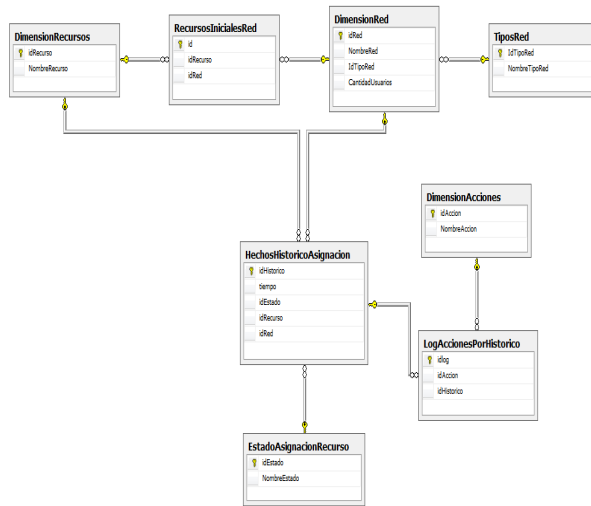 DimensionRecursos
idRecurso
NombreRecurso
RecursosInicialesRed
id
idRecurso
idRed
DimensionRed
idRed
NombreRed
IdTipoRed
CantidadUsuarios
TiposRed
IdTipoRed
NombreTipoRed
DimensionAcciones
idAccion
NombreAccion
HechosHistoricoAsignacion
idHistorico
tiempo
idEstado
idRecurso
idRed
LogAccionesPorHistorico
idlog
idAccion
idHistorico
EstadoAsignacionRecurso
idEstado
NombreEstado